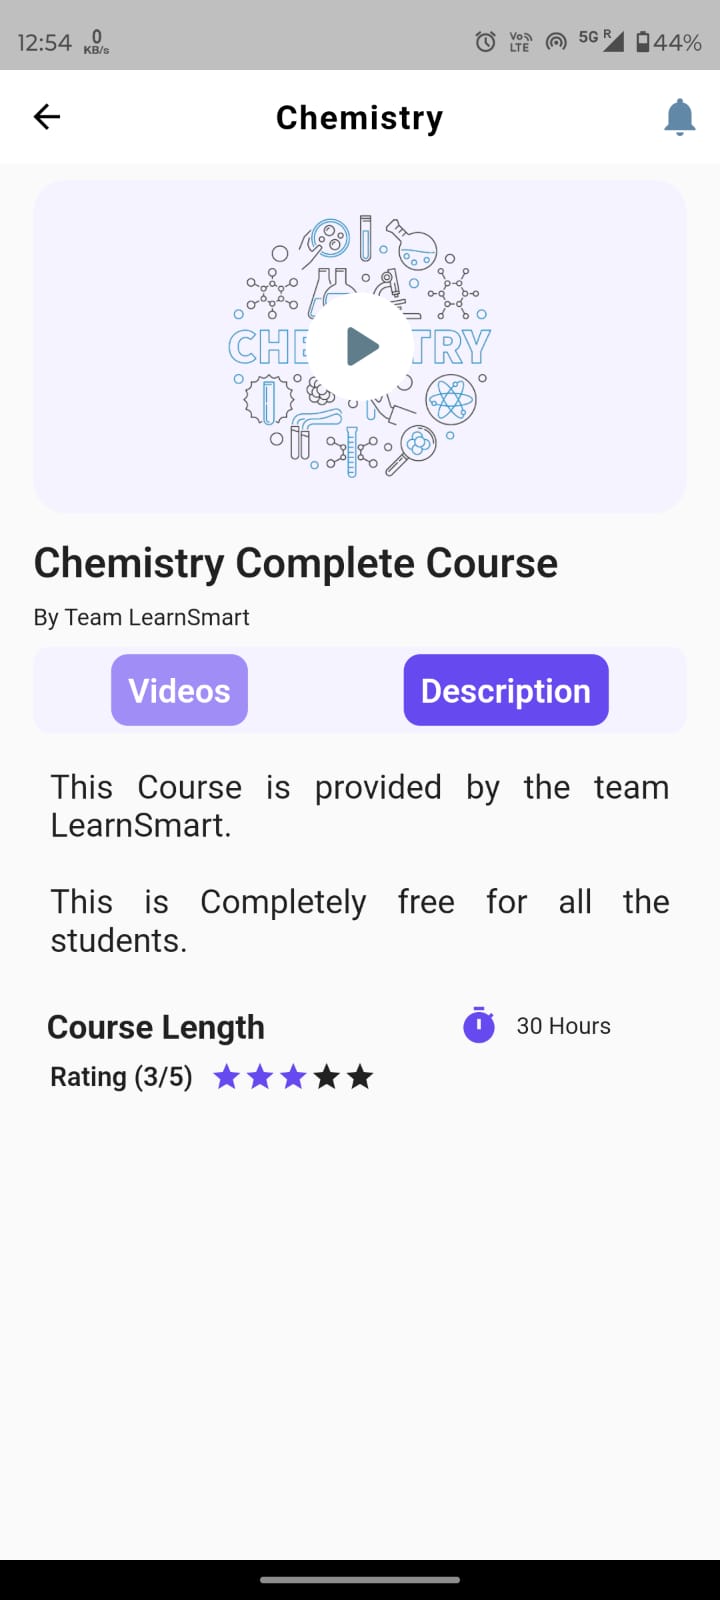 12:54 0 KB/s Vo)) LTE 5G R 44%
Chemistry
CHE TRY
Chemistry Complete Course
By Team LearnSmart
Videos Description
This Course is provided by the team
LearnSmart.
This is Completely free for all the
students.
Course Length 30 Hours
Rating (3/5)